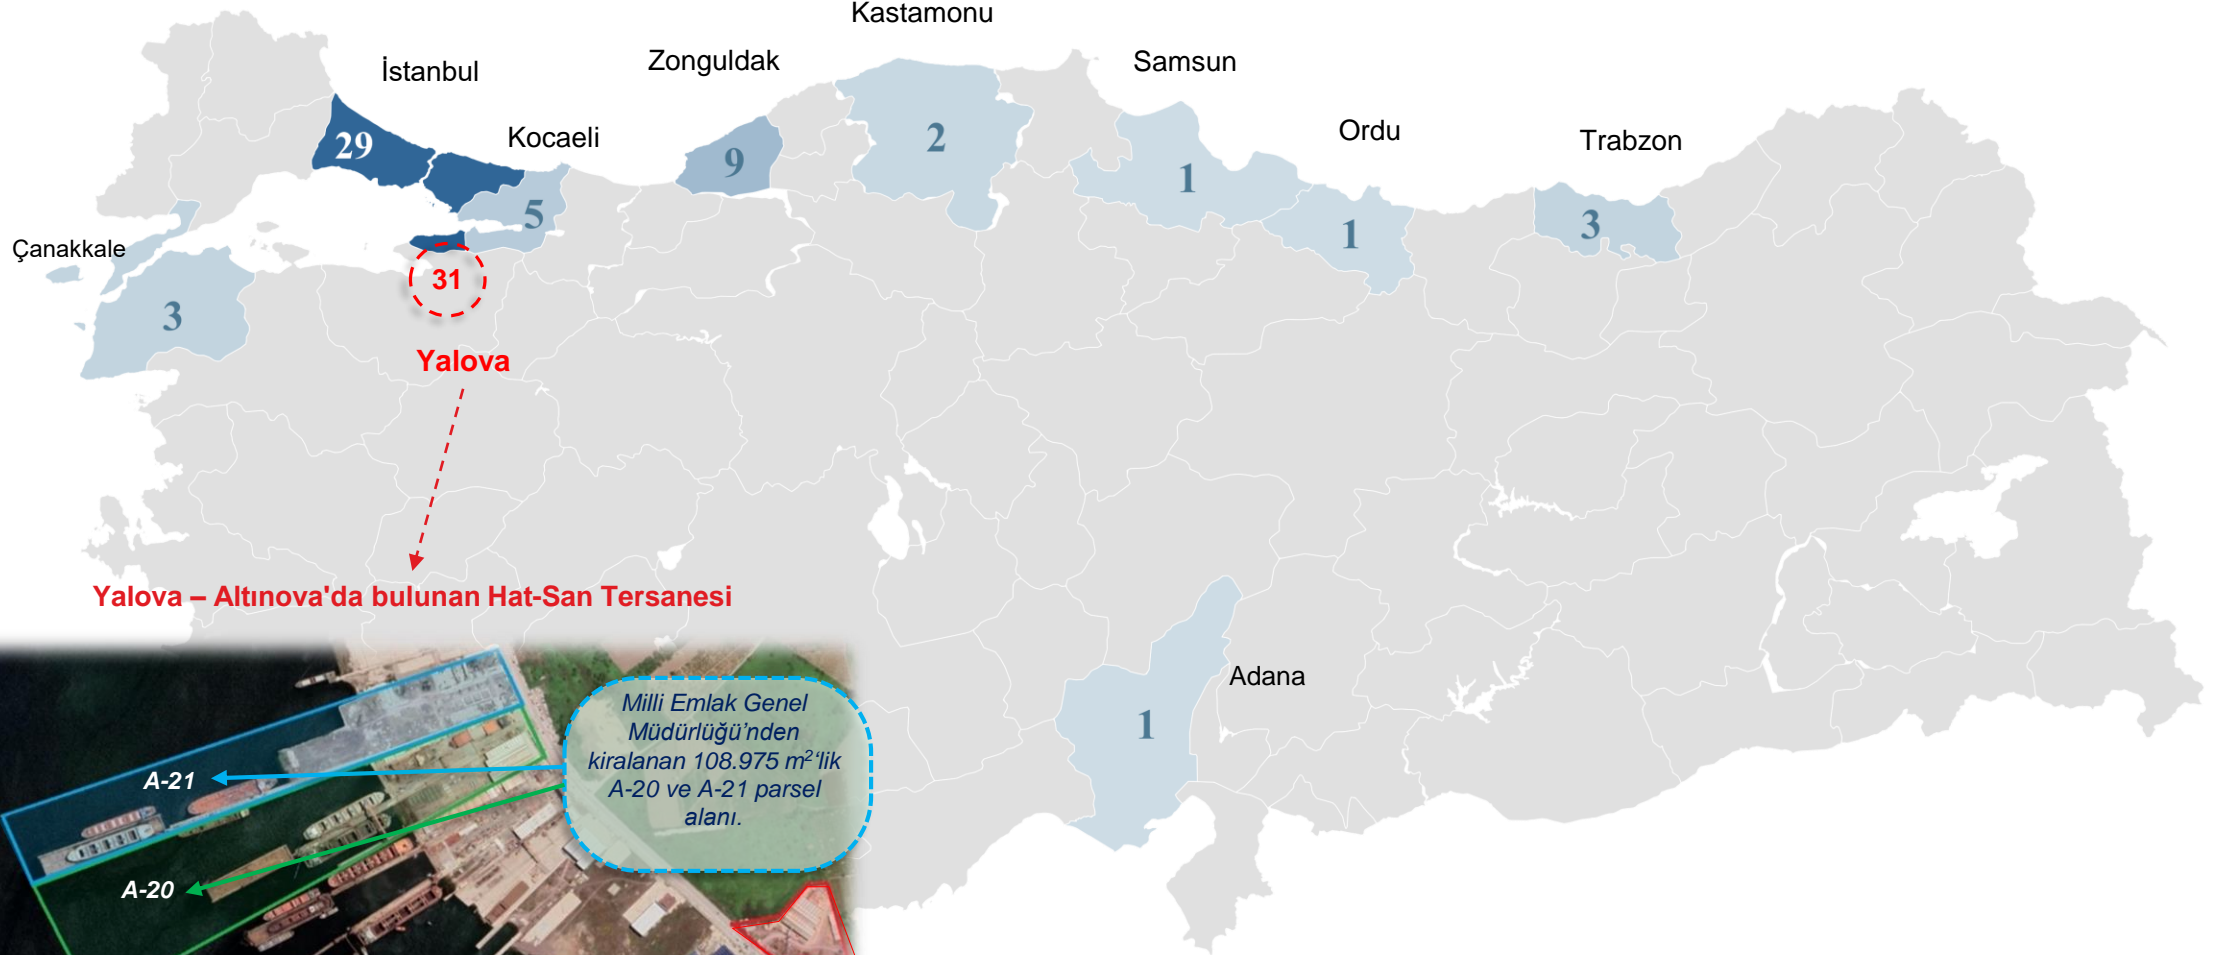 Kastamonu
İstanbul
Zonguldak
Samsun
Kocaeli
Ordu
Trabzon
29
9
2
1
5
1
3
Çanakkale
3
31
Yalova
Yalova – Altınova'da bulunan Hat-San Tersanesi
Adana
1
Milli Emlak Genel
Müdürlüğü’nden
kiralanan 108.975 m²‘lik
A-20 ve A-21 parsel
alanı.
A-21
A-20